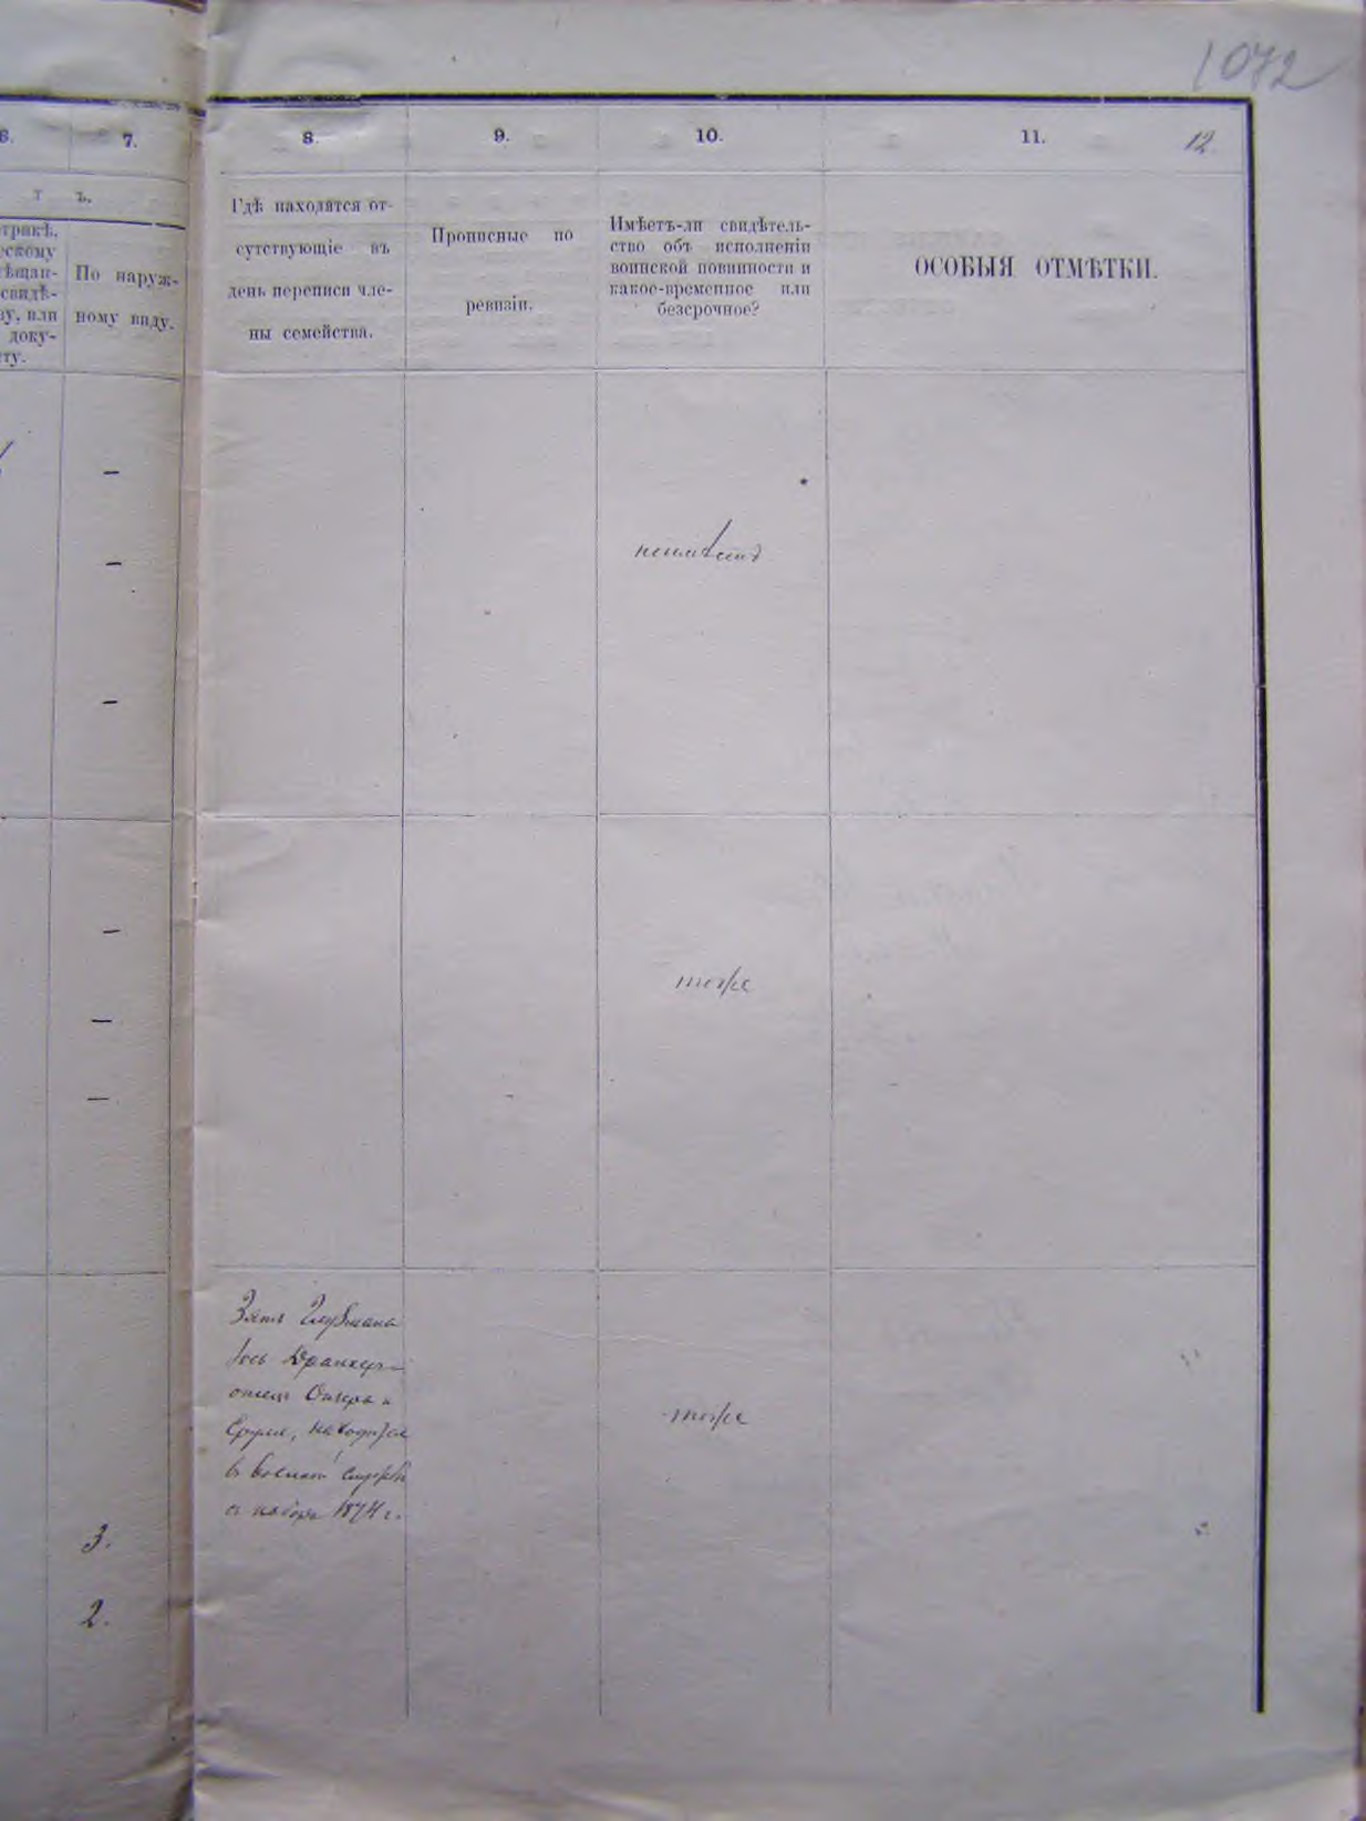 1072
6.
7.
8.
9.
10.
11.
12.
т ъ.
По наруж-
ному виду.
Гдѣ находятся от-
сутствующіе въ
день переписи чле-
ны семейства.
Прописные по
ревизіи.
Имѣетъ-ли свидѣтель-
ство объ исполненіи
воинской повинности и
какое-временное или
безсрочное?
ОСОБЫЯ ОТМѢТКИ.
—
—
—
неимѣетъ
—
—
—
тоже
Зять
отецъ
находится
в военной службѣ
с набора 1874 г.
тоже
3.
2.